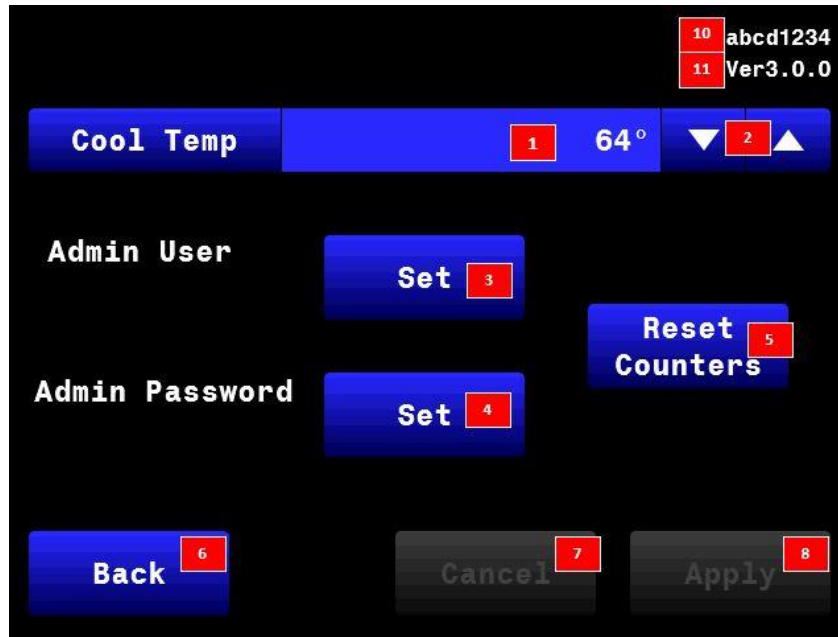 10 abcd1234
11 Ver3.0.0
Cool Temp 1 64° ▼ 2 ▲
Admin User
Set 3
Reset 5
Counters
Admin Password
Set 4
Back 6
Cancel 7
Apply 8